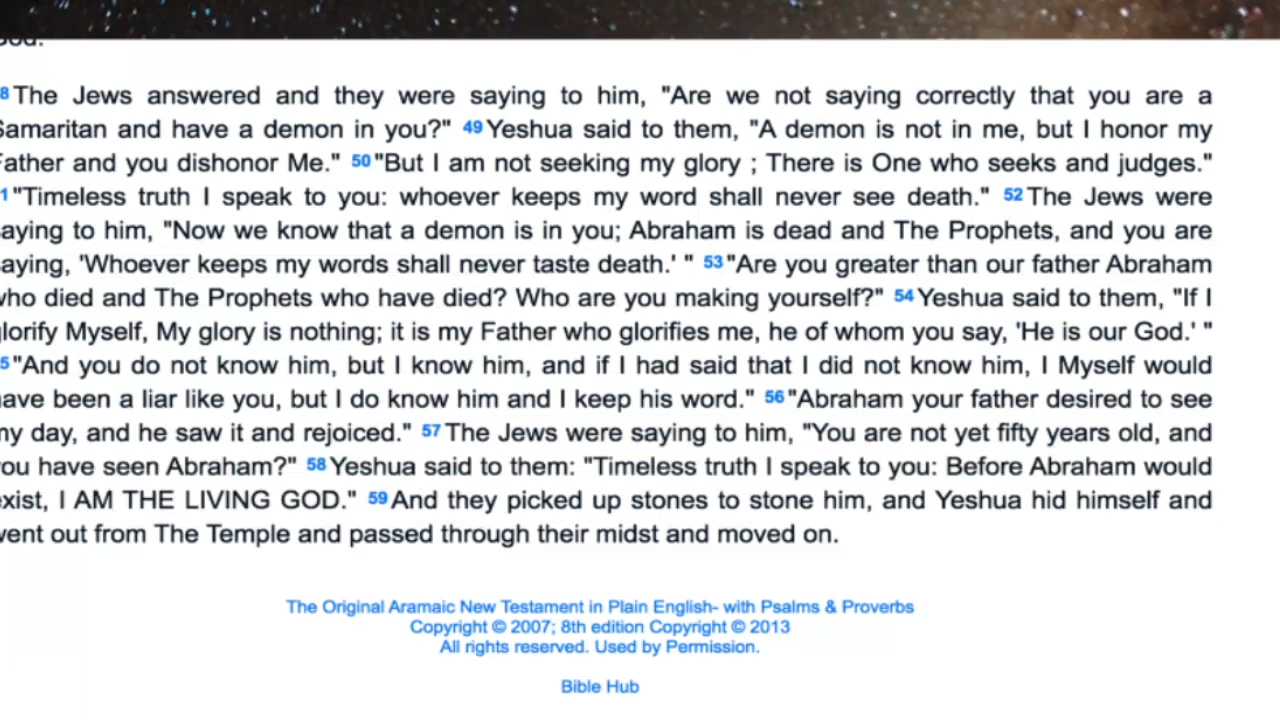 God.
8 The Jews answered and they were saying to him, "Are we not saying correctly that you are a
Samaritan and have a demon in you?" 49 Yeshua said to them, "A demon is not in me, but I honor my
Father and you dishonor Me." 50 "But I am not seeking my glory ; There is One who seeks and judges."
1 "Timeless truth I speak to you: whoever keeps my word shall never see death." 52 The Jews were
aying to him, "Now we know that a demon is in you; Abraham is dead and The Prophets, and you are
aying, 'Whoever keeps my words shall never taste death.' " 53 "Are you greater than our father Abraham
who died and The Prophets who have died? Who are you making yourself?" 54 Yeshua said to them, "If I
glorify Myself, My glory is nothing; it is my Father who glorifies me, he of whom you say, 'He is our God.' "
5 "And you do not know him, but I know him, and if I had said that I did not know him, I Myself would
ave been a liar like you, but I do know him and I keep his word." 56 "Abraham your father desired to see
my day, and he saw it and rejoiced." 57 The Jews were saying to him, "You are not yet fifty years old, and
you have seen Abraham?" 58 Yeshua said to them: "Timeless truth I speak to you: Before Abraham would
exist, I AM THE LIVING GOD." 59 And they picked up stones to stone him, and Yeshua hid himself and
went out from The Temple and passed through their midst and moved on.
The Original Aramaic New Testament in Plain English- with Psalms & Proverbs
Copyright © 2007; 8th edition Copyright © 2013
All rights reserved. Used by Permission.
Bible Hub